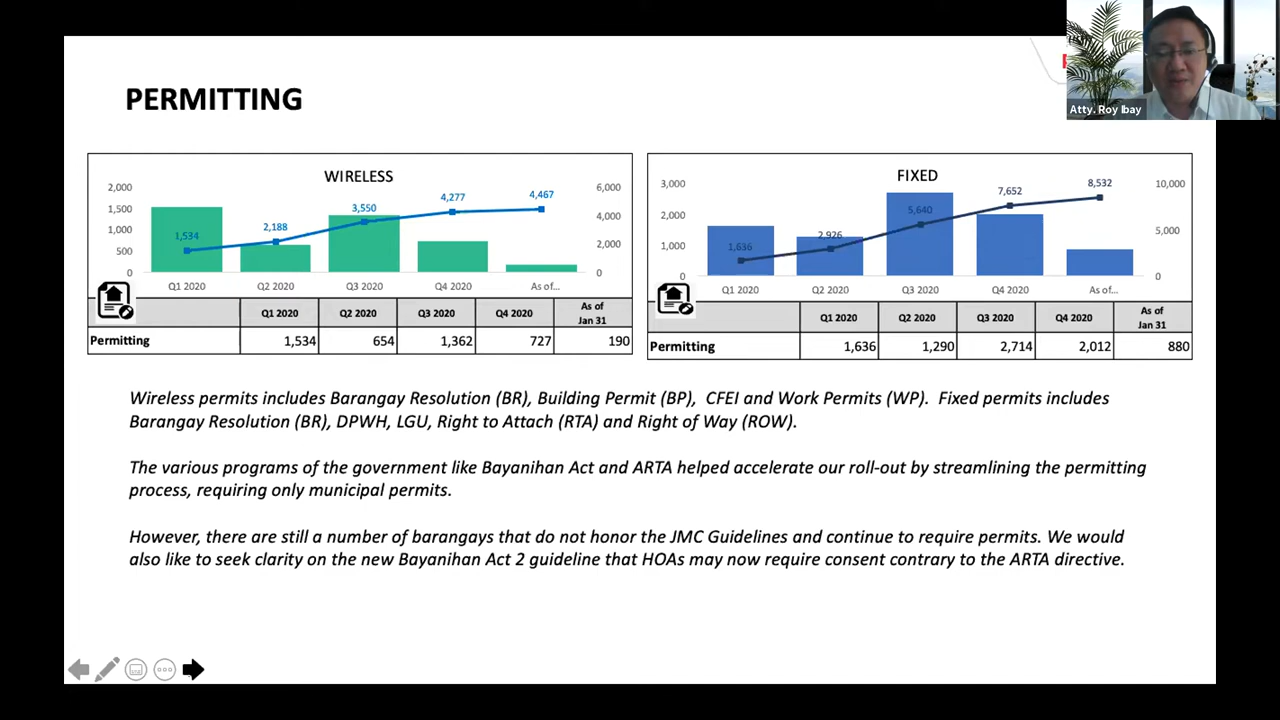 Atty. Roy Ibay
PERMITTING
WIRELESS
2,000
1,500
1,000
500
0
6,000
4,000
2,000
0
1,534
2,188
3,550
4,277
4,467
Q1 2020 Q2 2020 Q3 2020 Q4 2020 As of...
Q1 2020 Q2 2020 Q3 2020 Q4 2020 As of
Jan 31
Permitting 1,534 654 1,362 727 190
FIXED
3,000
2,000
1,000
0
10,000
5,000
0
1,636
2,926
5,640
7,652
8,532
Q1 2020 Q2 2020 Q3 2020 Q4 2020 As of...
Q1 2020 Q2 2020 Q3 2020 Q4 2020 As of
Jan 31
Permitting 1,636 1,290 2,714 2,012 880
Wireless permits includes Barangay Resolution (BR), Building Permit (BP), CFEI and Work Permits (WP). Fixed permits includes
Barangay Resolution (BR), DPWH, LGU, Right to Attach (RTA) and Right of Way (ROW).
The various programs of the government like Bayanihan Act and ARTA helped accelerate our roll-out by streamlining the permitting
process, requiring only municipal permits.
However, there are still a number of barangays that do not honor the JMC Guidelines and continue to require permits. We would
also like to seek clarity on the new Bayanihan Act 2 guideline that HOAs may now require consent contrary to the ARTA directive.